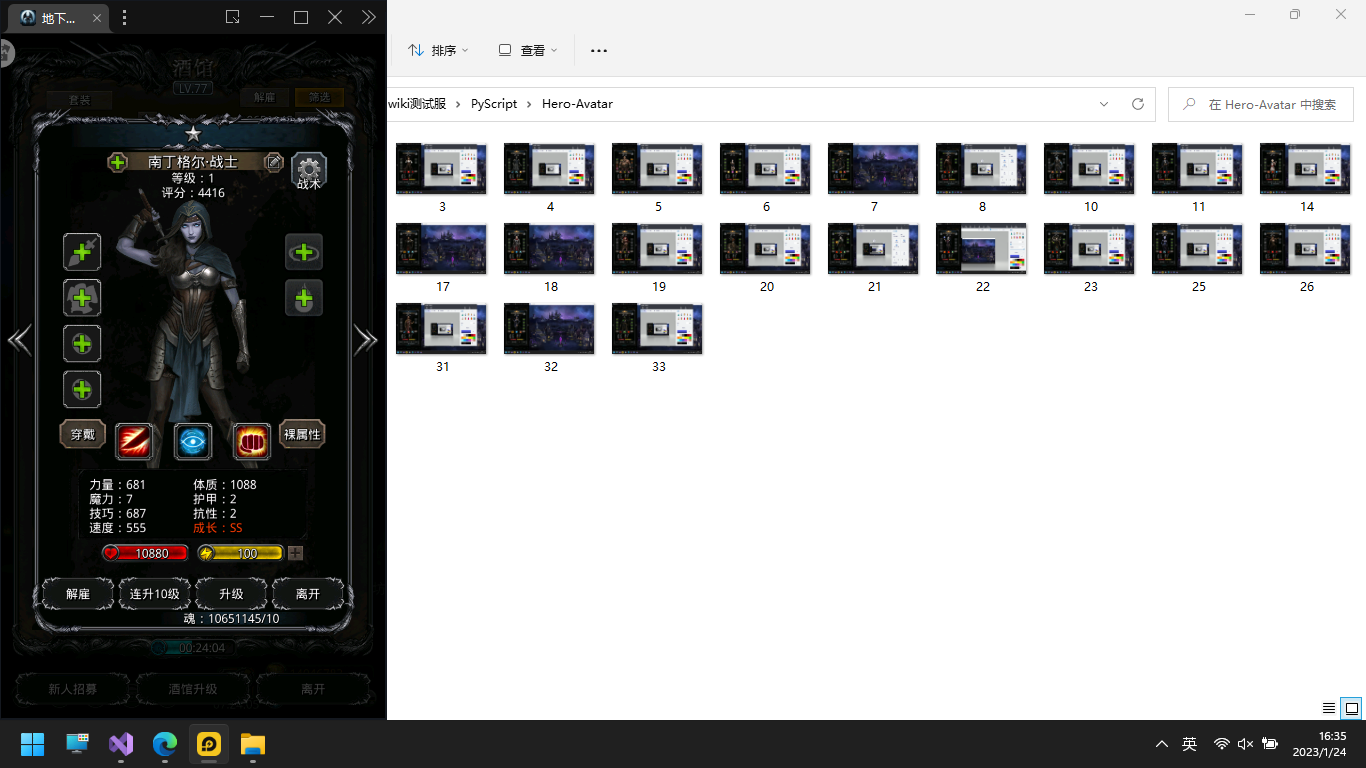 地下...
酒馆
LV.77
套装
解雇
筛选
南丁格尔·战士
等级：1
评分：4416
战术
穿戴
裸属性
力量：681
体质：1088
魔力：7
护甲：2
技巧：687
抗性：2
速度：555
成长：SS
10880
100
解雇
连升10级
升级
离开
魂：10651145/10
00:24:04
新人招募
酒馆升级
离开
排序
查看
wiki测试服 > PyScript > Hero-Avatar
在 Hero-Avatar 中搜索
3
4
5
6
7
8
10
11
14
17
18
19
20
21
22
23
25
26
31
32
33
英
16:35
2023/1/24